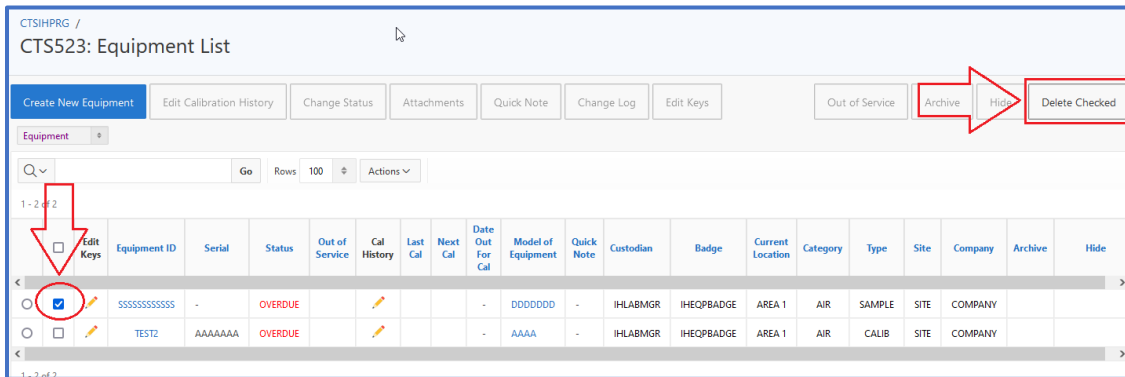 CTSIHPRG /
CTS523: Equipment List
Create New Equipment Edit Calibration History Change Status Attachments Quick Note Change Log Edit Keys Out of Service Archive Hide Delete Checked
Equipment
Go Rows 100 Actions
1 - 2 of 2
Edit Keys Equipment ID Serial Status Out of Service Cal History Last Cal Next Cal Date Out For Cal Model of Equipment Quick Note Custodian Badge Current Location Category Type Site Company Archive Hide
SSSSSSSSSSSS - OVERDUE - DDDDDDD - IHLABMGR IHEQPBADGE AREA 1 AIR SAMPLE SITE COMPANY
TEST2 AAAAAAA OVERDUE - AAAA - IHLABMGR IHEQPBADGE AREA 1 AIR CALIB SITE COMPANY
1 - 2 of 2